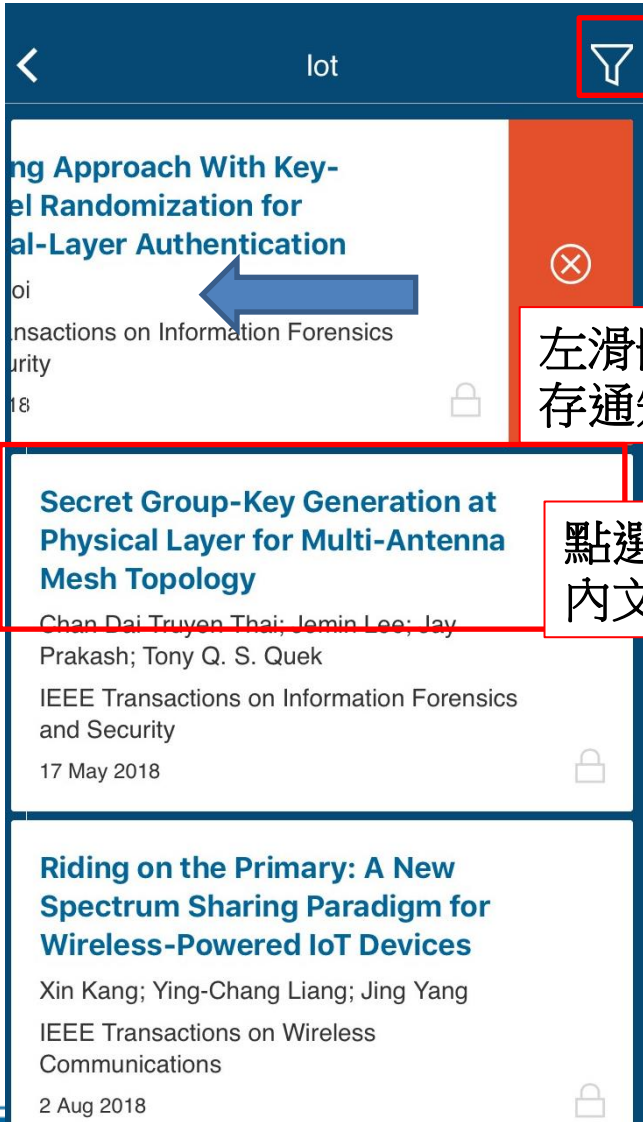 Iot
ng Approach With Key-
el Randomization for
al-Layer Authentication
oi
nsactions on Information Forensics
urity
18
左滑
存通
Secret Group-Key Generation at
Physical Layer for Multi-Antenna
Mesh Topology
點選
內文
Chan Dai Truyen Thai; Jemin Lee; Jay
Prakash; Tony Q. S. Quek
IEEE Transactions on Information Forensics
and Security
17 May 2018
Riding on the Primary: A New
Spectrum Sharing Paradigm for
Wireless-Powered IoT Devices
Xin Kang; Ying-Chang Liang; Jing Yang
IEEE Transactions on Wireless
Communications
2 Aug 2018